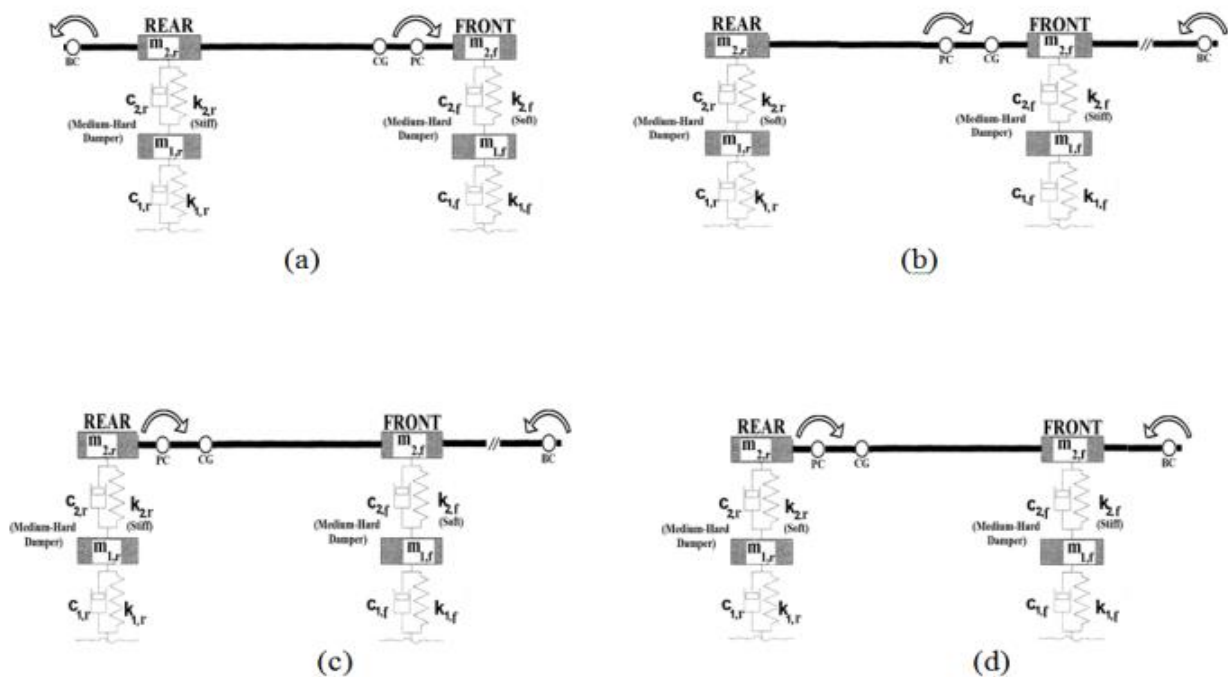 REAR FRONT
m2,r m2,f
BC CG PC
c2,r k2,r c2,f k2,f
(Medium-Hard Damper) (Stiff) (Medium-Hard Damper) (Soft)
m1,r m1,f
c1,r k1,r c1,f k1,f
(a)
REAR FRONT
m2,r m2,f
PC CG BC
c2,r k2,r c2,f k2,f
(Medium-Hard Damper) (Soft) (Medium-Hard Damper) (Stiff)
m1,r m1,f
c1,r k1,r c1,f k1,f
(b)
REAR FRONT
m2,r m2,f
PC CG BC
c2,r k2,r c2,f k2,f
(Medium-Hard Damper) (Stiff) (Medium-Hard Damper) (Soft)
m1,r m1,f
c1,r k1,r c1,f k1,f
(c)
REAR FRONT
m2,r m2,f
PC CG BC
c2,r k2,r c2,f k2,f
(Medium-Hard Damper) (Soft) (Medium-Hard Damper) (Stiff)
m1,r m1,f
c1,r k1,r c1,f k1,f
(d)